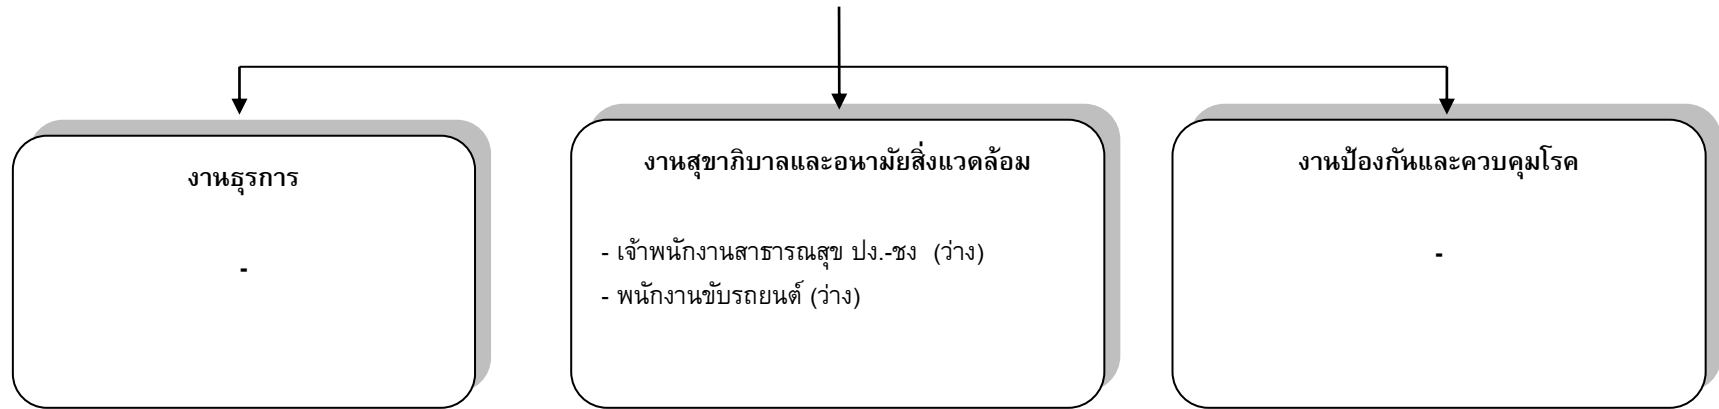 งานธุรการ
-
งานสุขาภิบาลและอนามัยสิ่งแวดล้อม
- เจ้าพนักงานสาธารณสุข ปง.-ชง (ว่าง)
- พนักงานขับรถยนต์ (ว่าง)
งานป้องกันและควบคุมโรค
-